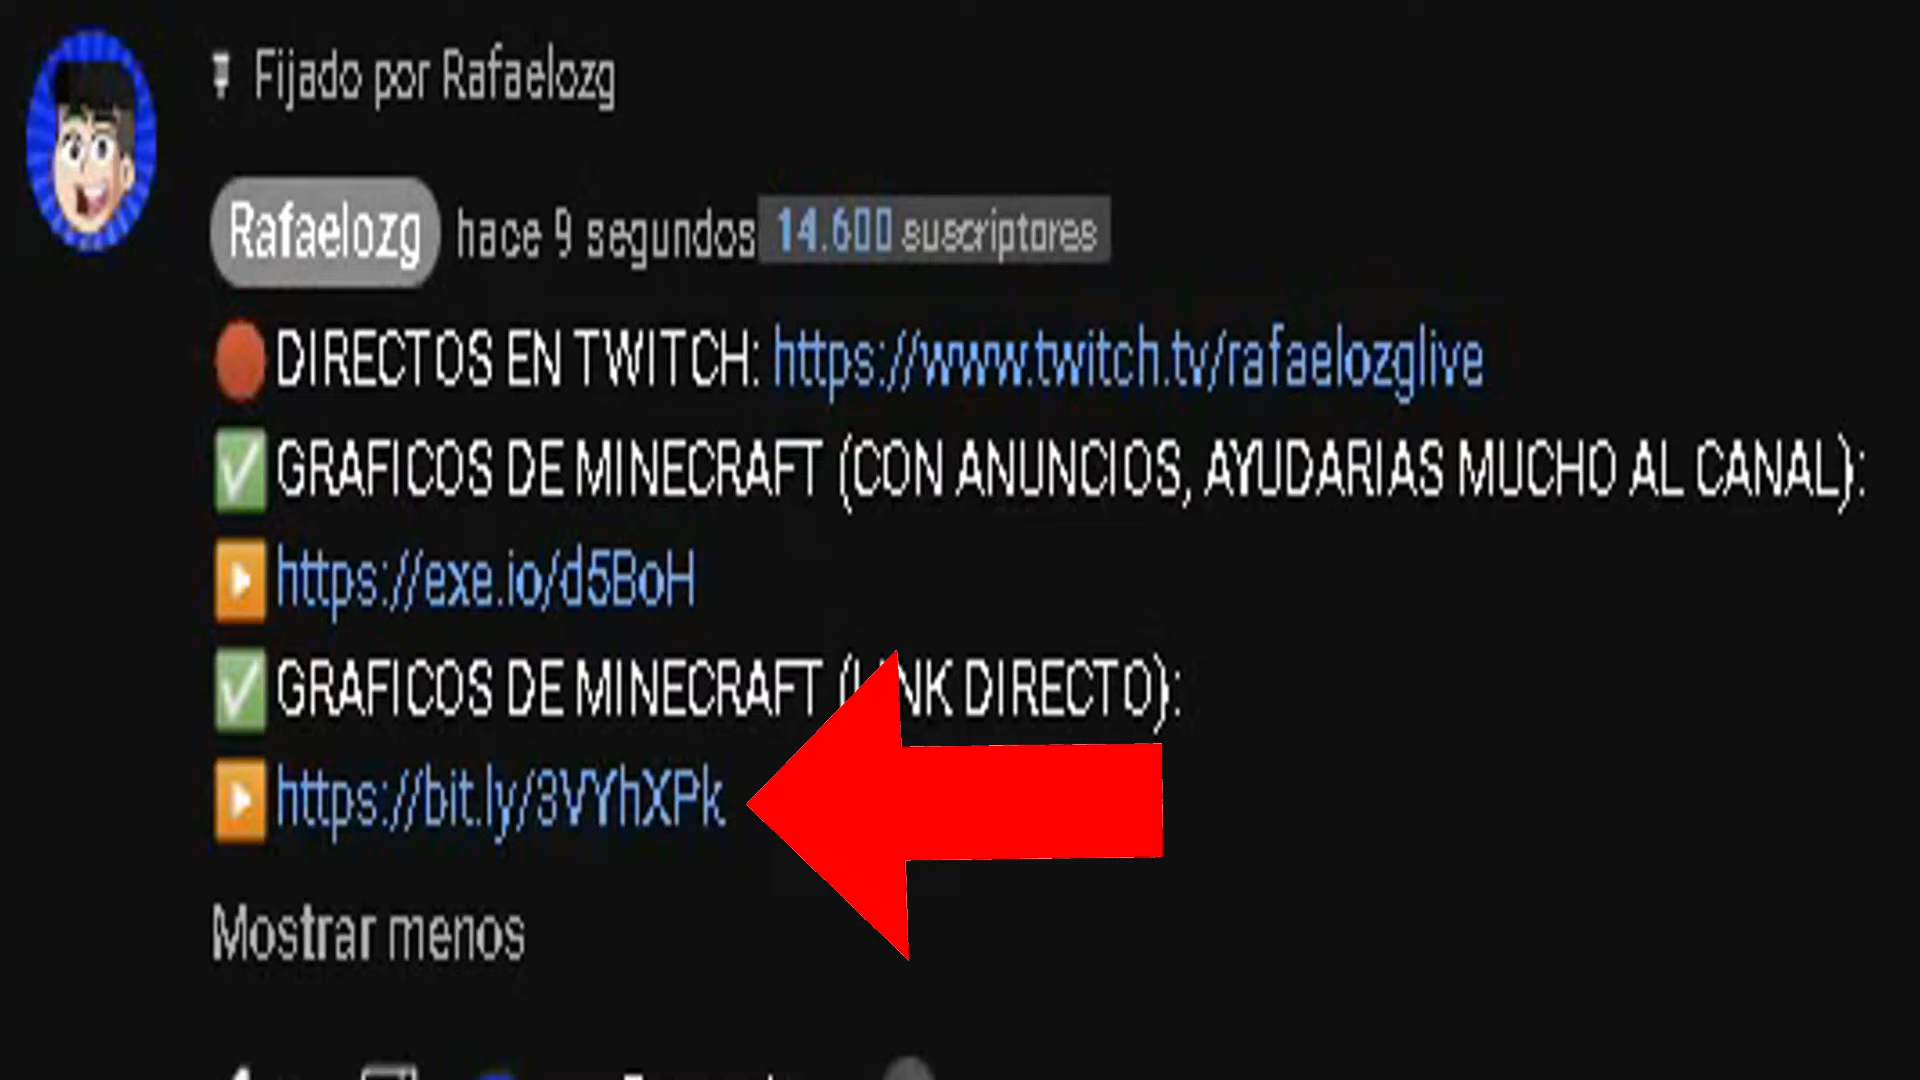 Fijado por Rafaelozg
Rafaelozg hace 9 segundos 14.600 suscriptores
DIRECTOS EN TWITCH: https://www.twitch.tv/rafaelozglive
GRAFICOS DE MINECRAFT (CON ANUNCIOS, AYUDARIAS MUCHO AL CANAL):
https://exe.io/d5BoH
GRAFICOS DE MINECRAFT (LINK DIRECTO):
https://bit.ly/3VYhXPk
Mostrar menos